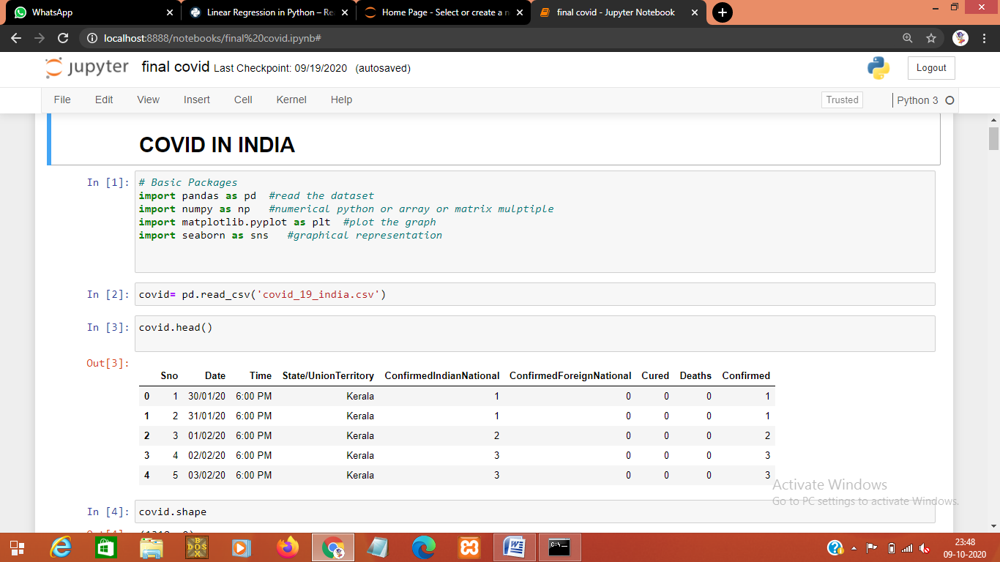 WhatsApp
Linear Regression in Python – Re
Home Page - Select or create a n
final covid - Jupyter Notebook
localhost:8888/notebooks/final%20covid.ipynb#
jupyter final covid Last Checkpoint: 09/19/2020 (autosaved)
Logout
File Edit View Insert Cell Kernel Help
Trusted
Python 3
COVID IN INDIA
In [1]: # Basic Packages
import pandas as pd #read the dataset
import numpy as np #numerical python or array or matrix mulptiple
import matplotlib.pyplot as plt #plot the graph
import seaborn as sns #graphical representation
In [2]: covid= pd.read_csv('covid_19_india.csv')
In [3]: covid.head()
Out[3]:
Sno Date Time State/UnionTerritory ConfirmedIndianNational ConfirmedForeignNational Cured Deaths Confirmed
0 1 30/01/20 6:00 PM Kerala 1 0 0 0 1
1 2 31/01/20 6:00 PM Kerala 1 0 0 0 1
2 3 01/02/20 6:00 PM Kerala 2 0 0 0 2
3 4 02/02/20 6:00 PM Kerala 3 0 0 0 3
4 5 03/02/20 6:00 PM Kerala 3 0 0 0 3
Activate Windows
Go to PC settings to activate Windows.
In [4]: covid.shape
DOS
BOX
C:\
23:48
09-10-2020